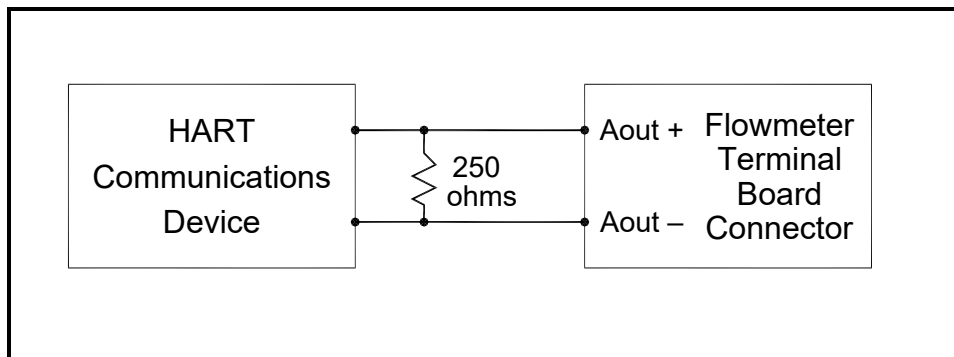 HART
Communications
Device
250
ohms
Aout +
Aout –
Flowmeter
Terminal
Board
Connector